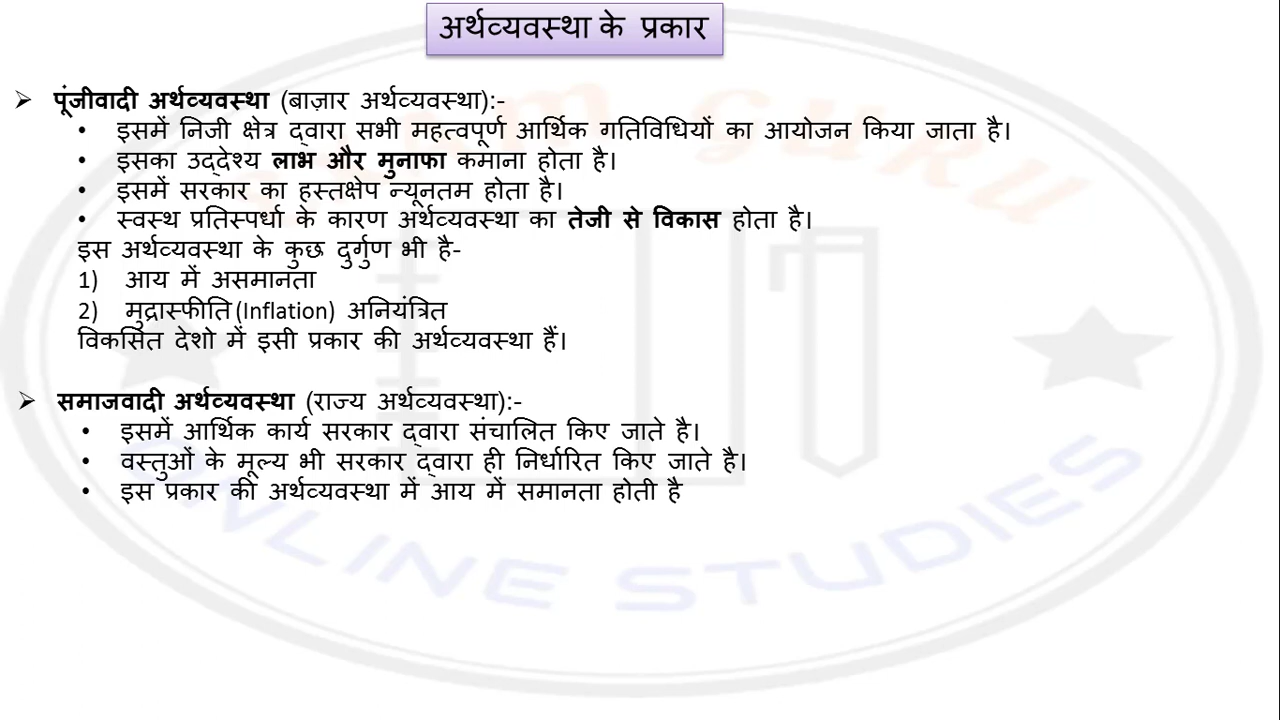 अर्थव्यवस्था के प्रकार
➢ पूंजीवादी अर्थव्यवस्था (बाज़ार अर्थव्यवस्था):-
• इसमें निजी क्षेत्र द्वारा सभी महत्वपूर्ण आर्थिक गतिविधियों का आयोजन किया जाता है।
• इसका उद्देश्य लाभ और मुनाफा कमाना होता है।
• इसमें सरकार का हस्तक्षेप न्यूनतम होता है।
• स्वस्थ प्रतिस्पर्धा के कारण अर्थव्यवस्था का तेजी से विकास होता है।
इस अर्थव्यवस्था के कुछ दुर्गुण भी है-
1) आय में असमानता
2) मुद्रास्फीति (Inflation) अनियंत्रित
विकसित देशो में इसी प्रकार की अर्थव्यवस्था हैं।
➢ समाजवादी अर्थव्यवस्था (राज्य अर्थव्यवस्था):-
• इसमें आर्थिक कार्य सरकार द्वारा संचालित किए जाते है।
• वस्तुओं के मूल्य भी सरकार द्वारा ही निर्धारित किए जाते है।
• इस प्रकार की अर्थव्यवस्था में आय में समानता होती है
ONLINE STUDIES